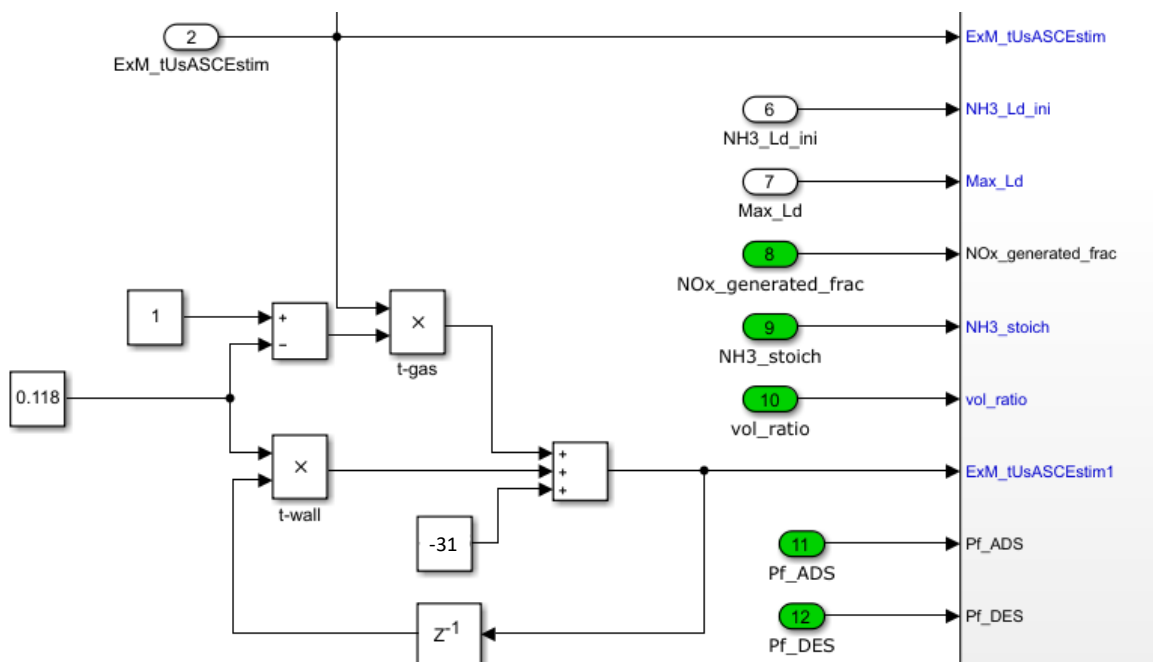 2
ExM_tUsASCEstim
ExM_tUsASCEstim
6
NH3_Ld_ini
NH3_Ld_ini
7
Max_Ld
Max_Ld
8
NOx_generated_frac
NOx_generated_frac
1
+
−
×
t-gas
9
NH3_stoich
NH3_stoich
0.118
10
vol_ratio
vol_ratio
×
t-wall
+
+
+
ExM_tUsASCEstim1
-31
11
Pf_ADS
Pf_ADS
Z-1
12
Pf_DES
Pf_DES